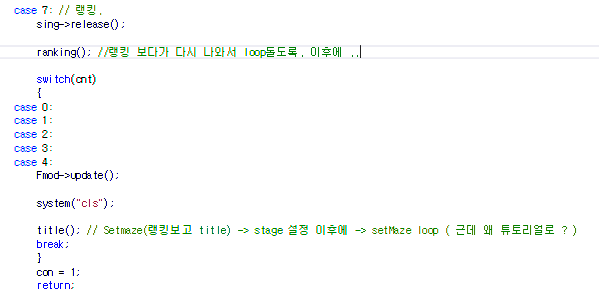 case 7: // 랭킹.
sing->release();
ranking(); //랭킹 보다가 다시 나와서 loop돌도록. 이후에 ..
switch(cnt)
{
case 0:
case 1:
case 2:
case 3:
case 4:
Fmod->update();
system("cls");
title(); // Setmaze(랭킹보고 title) -> stage 설정 이후에 -> setMaze loop ( 근데 왜 튜토리얼로 ? )
break;
}
con = 1;
return;